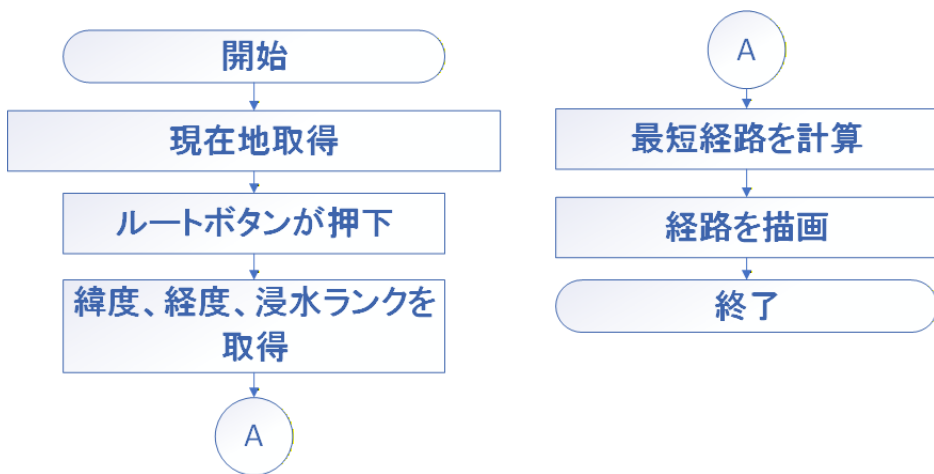 開始
現在地取得
ルートボタンが押下
緯度、経度、浸水ランクを
取得
A
A
最短経路を計算
経路を描画
終了